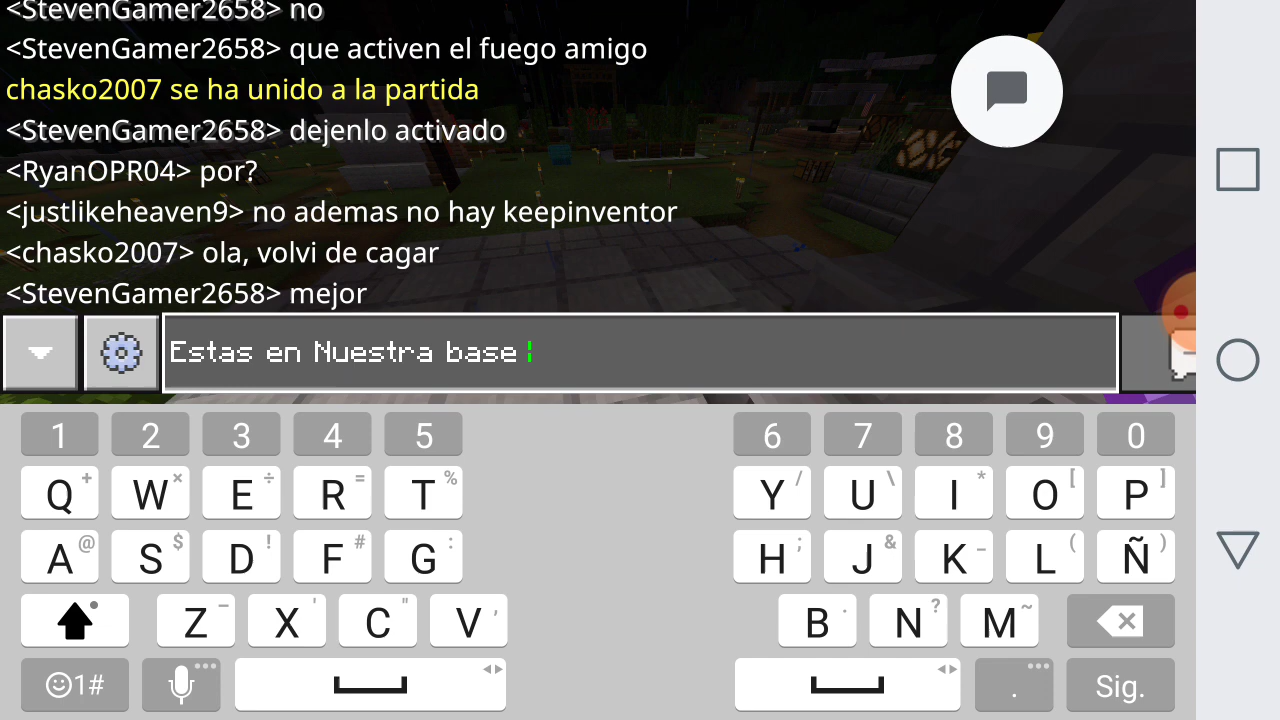 <StevenGamer2658> no
<StevenGamer2658> que activen el fuego amigo
chasko2007 se ha unido a la partida
<StevenGamer2658> dejenlo activado
<RyanOPR04> por?
<justlikeheaven9> no ademas no hay keepinventor
<chasko2007> ola, volvi de cagar
<StevenGamer2658> mejor
Estas en Nuestra base
1 2 3 4 5 6 7 8 9 0
Q + W × E ÷ R = T % Y / U \ I * O [ P ]
A @ S $ D ! F # G : H ; J & K _ L ( Ñ )
Z - X ' C " V , B . N ? M ~
1# . Sig.